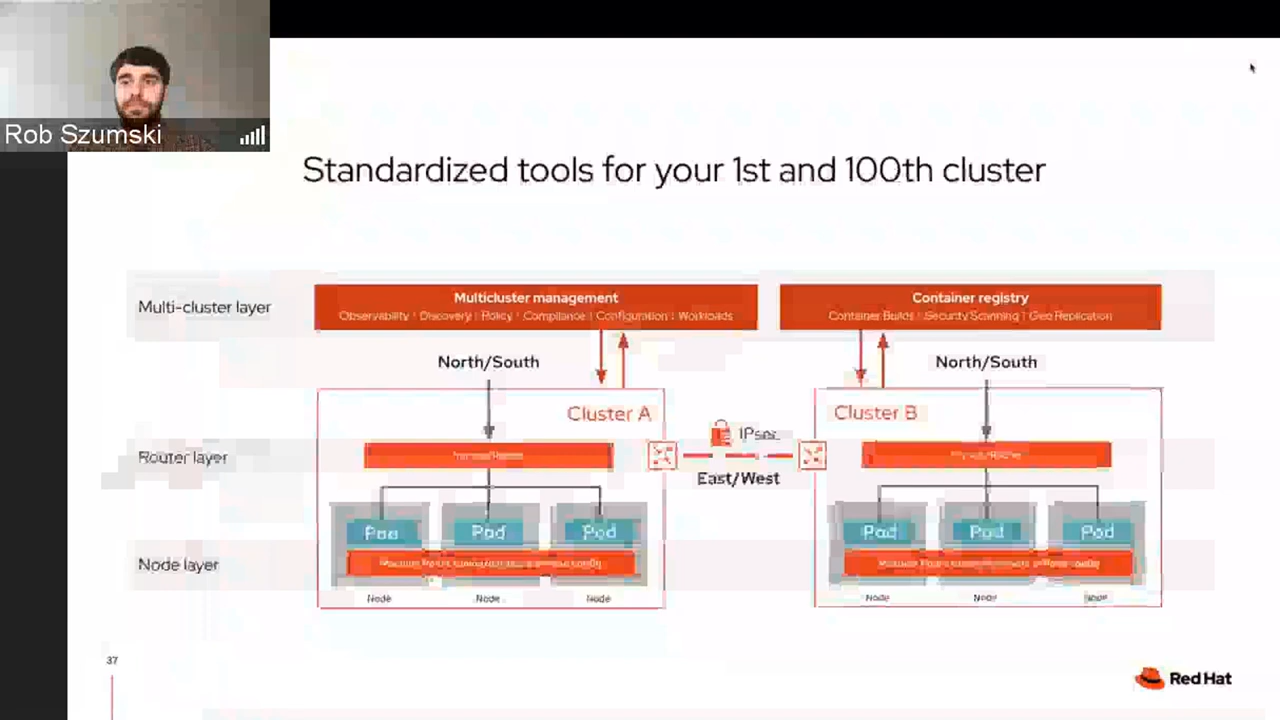 Rob Szumski
Standardized tools for your 1st and 100th cluster
Multi-cluster layer
Multicluster management
Observability | Discovery | Policy | Compliance | Configuration | Workloads
Container registry
Container Builds | Security Scanning | Geo Replication
North/South
North/South
Cluster A
Cluster B
IPsec
East/West
Router layer
Pod
Pod
Pod
Pod
Pod
Node layer
Node
Node
Node
Node
Node
Node
37
Red Hat